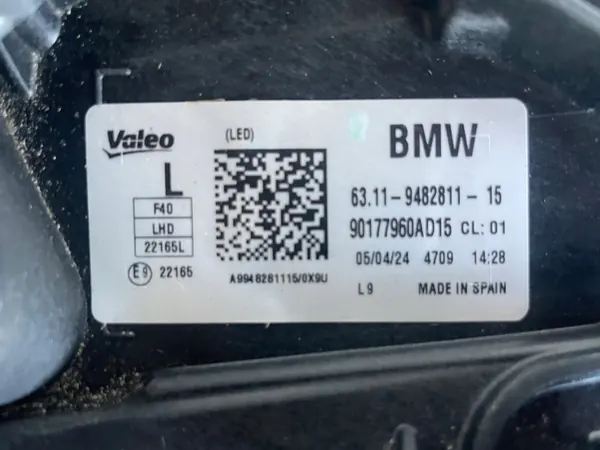 Valeo (LED) BMW
L
F40
LHD
22165L
E9 22165
A9948281115/0X9U
63.11-9482811-15
90177960AD15 CL:01
05/04/24 4709 14:28
L9 MADE IN SPAIN